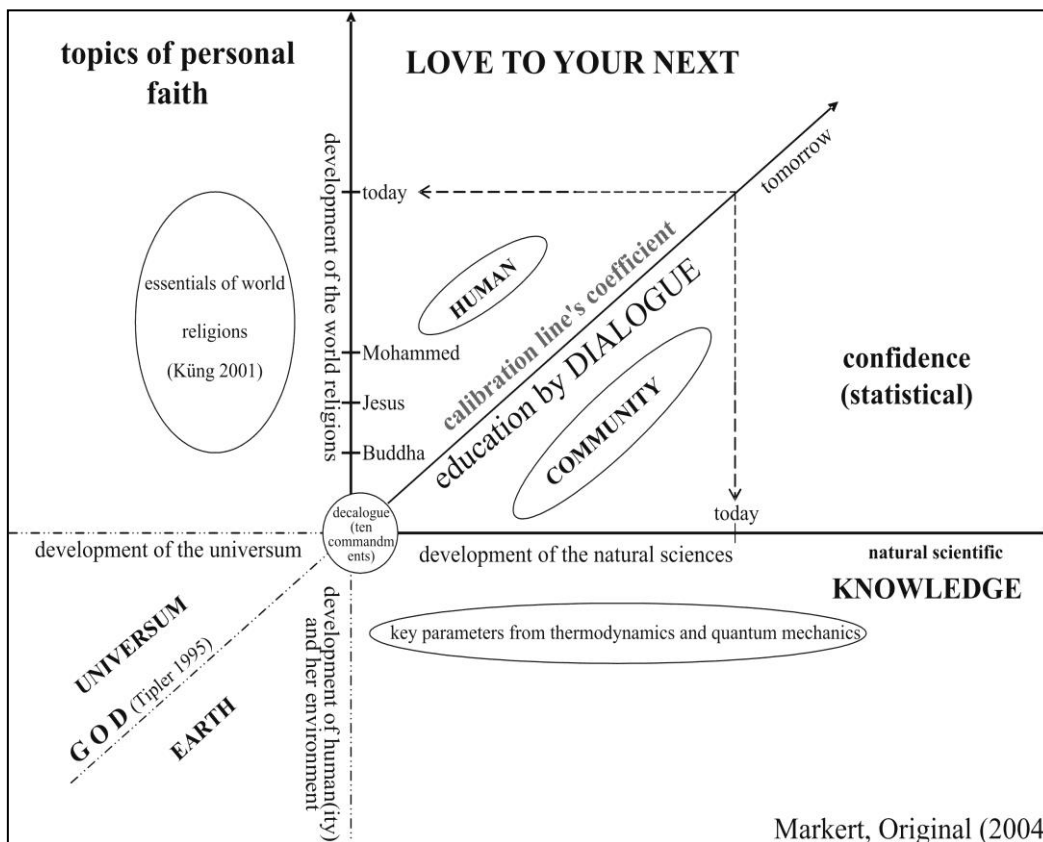 topics of personal
faith
LOVE TO YOUR NEXT
development of the world religions
today
tomorrow
essentials of world
religions
(Küng 2001)
HUMAN
calibration line's coefficient
education by DIALOGUE
COMMUNITY
confidence
(statistical)
Mohammed
Jesus
Buddha
today
decalogue
(ten
commandm
ents)
development of the universum
development of the natural sciences
natural scientific
KNOWLEDGE
key parameters from thermodynamics and quantum mechanics
development of human(ity)
and her environment
UNIVERSUM
GOD (Tipler 1995)
EARTH
Markert, Original (2004